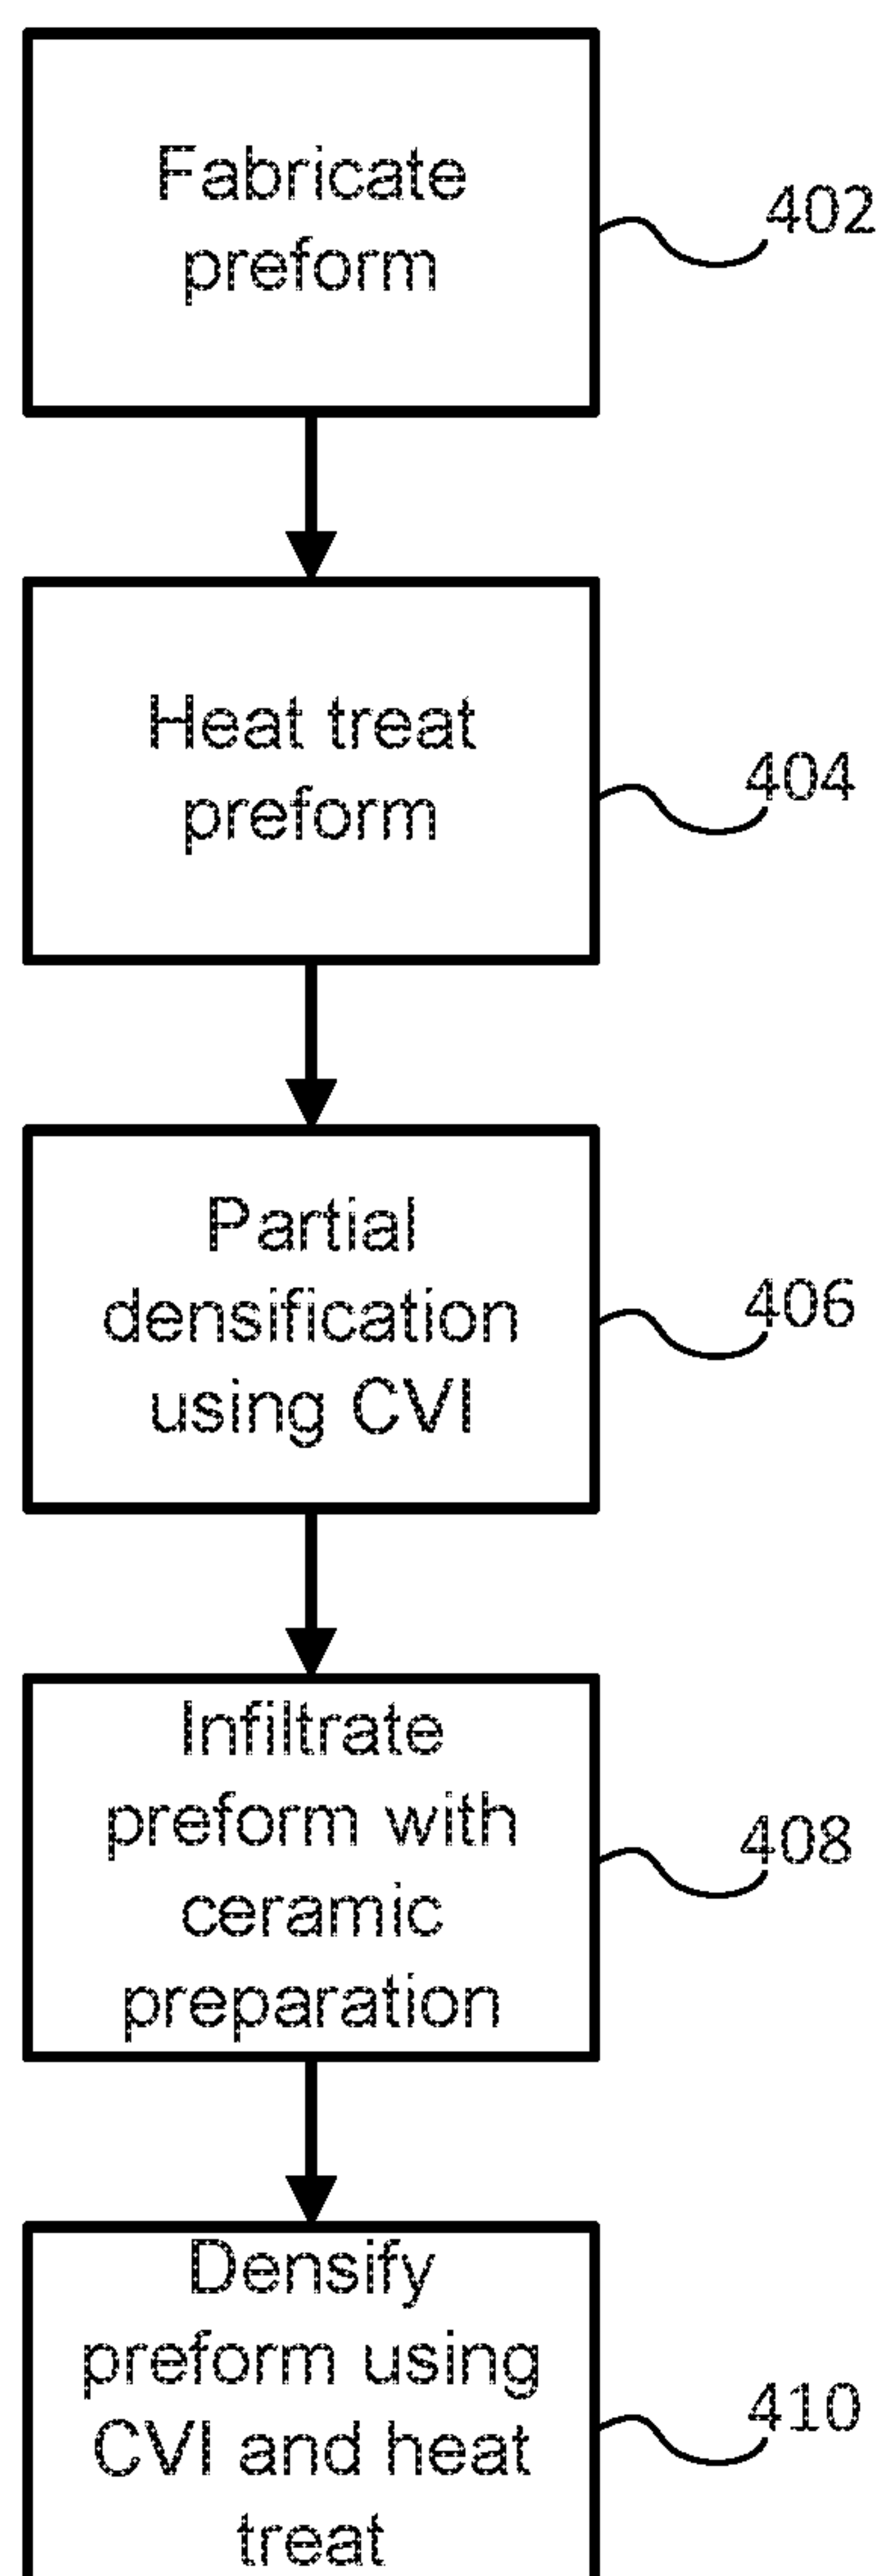 Fabricate
preform
402
Heat treat
preform
404
Partial
densification
using CVI
406
Infiltrate
preform with
ceramic
preparation
408
Densify
preform using
CVI and heat
treat
410